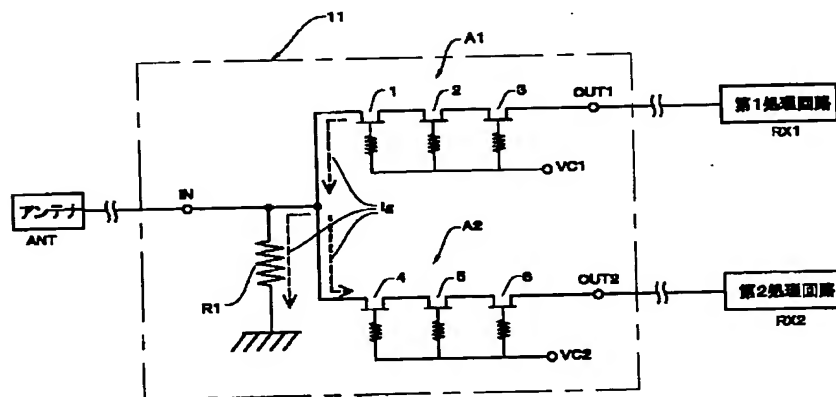 11
A1
1
2
3
OUT1
第1処理回路
RX1
VC1
アンテナ
ANT
IN
Ig
A2
R1
4
5
6
OUT2
第2処理回路
RX2
VC2